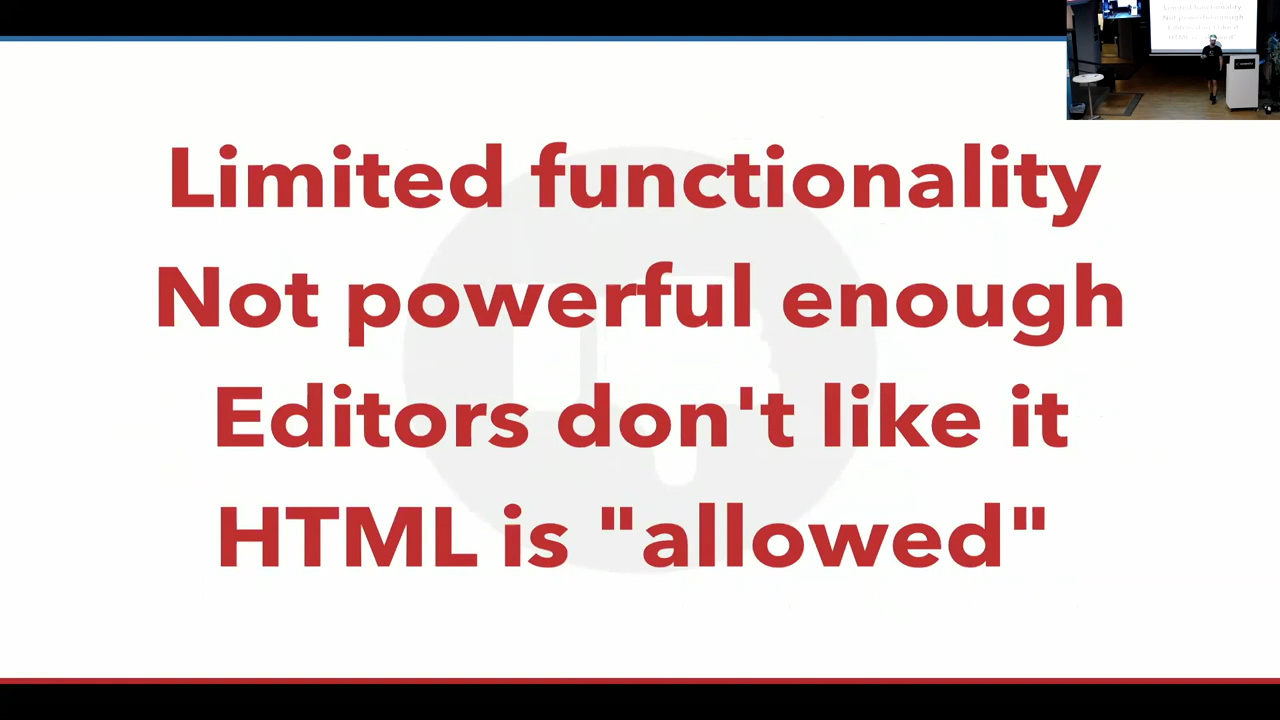 Limited functionality
Not powerful enough
Editors don't like it
HTML is "allowed"